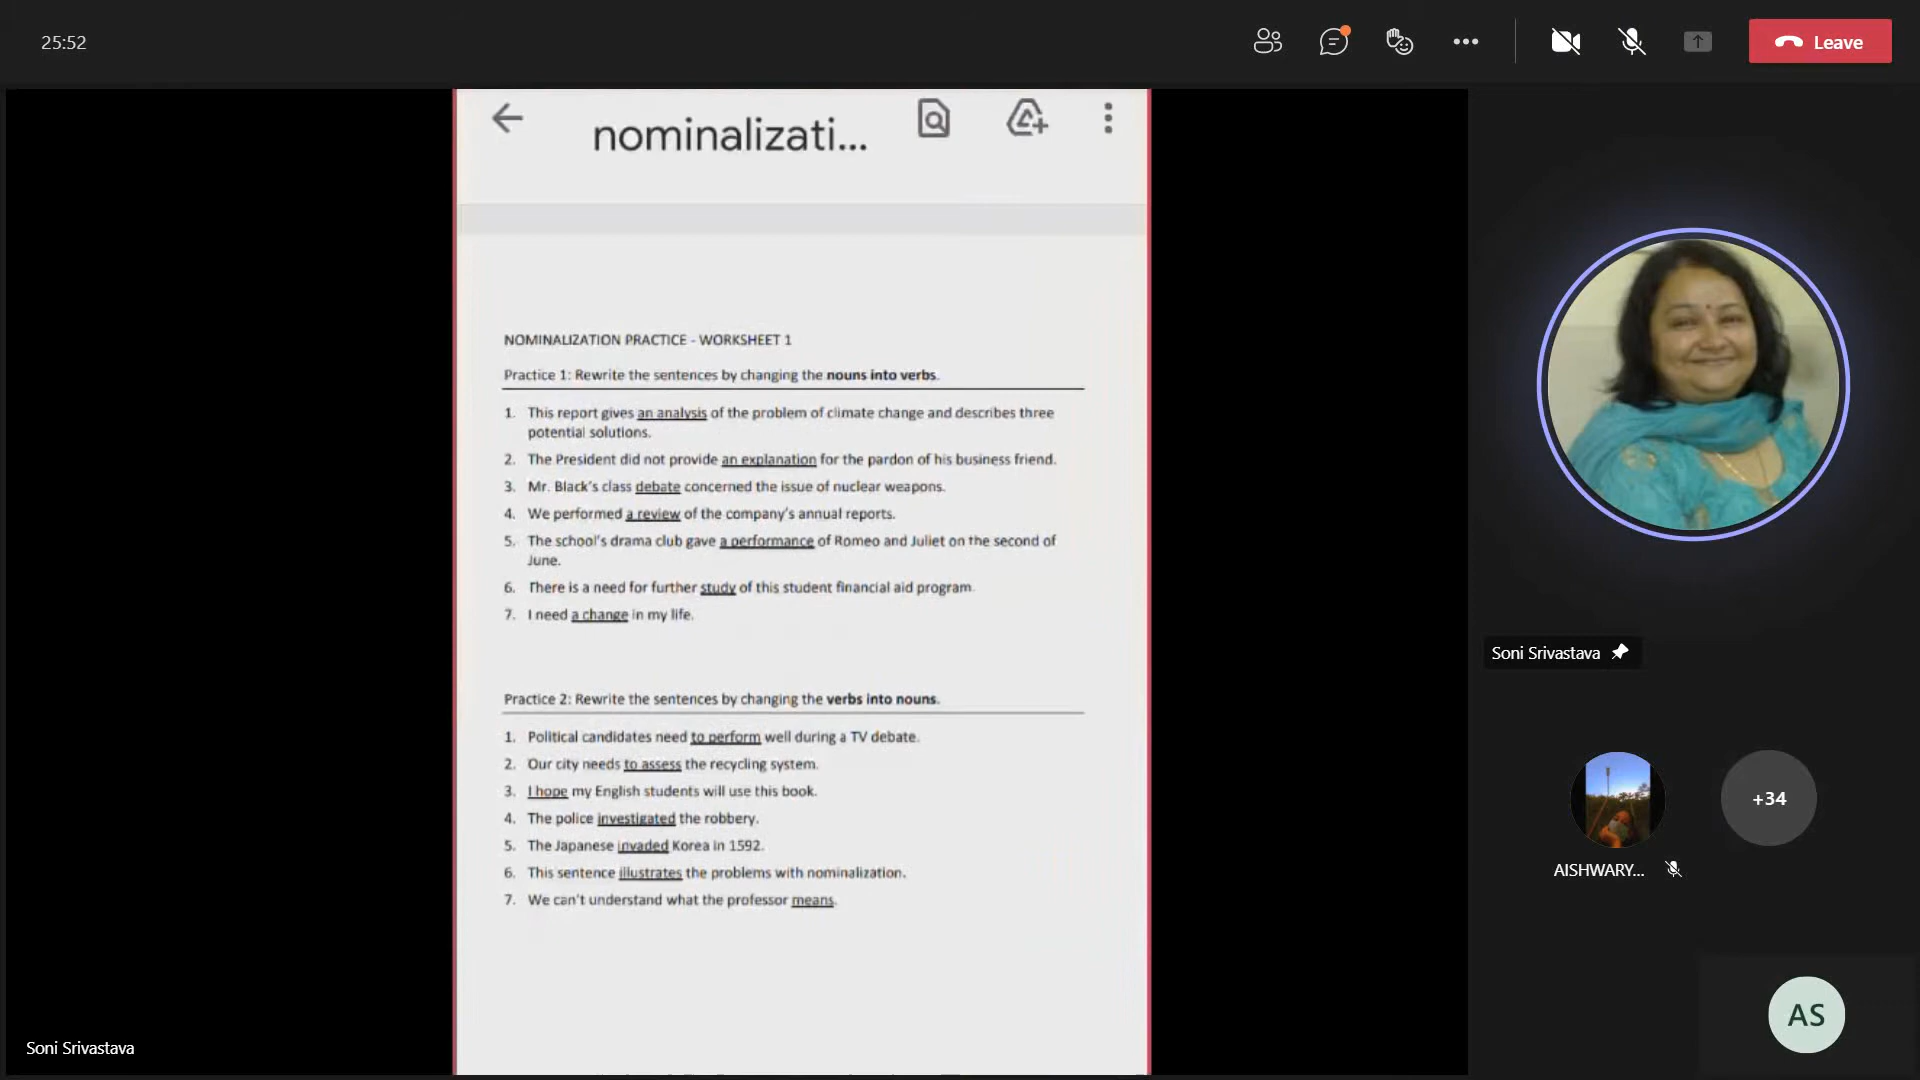 25:52
Leave
nominalizati...
NOMINALIZATION PRACTICE - WORKSHEET 1
Practice 1: Rewrite the sentences by changing the nouns into verbs.
1. This report gives an analysis of the problem of climate change and describes three
potential solutions.
2. The President did not provide an explanation for the pardon of his business friend.
3. Mr. Black's class debate concerned the issue of nuclear weapons.
4. We performed a review of the company's annual reports.
5. The school's drama club gave a performance of Romeo and Juliet on the second of
June.
6. There is a need for further study of this student financial aid program.
7. I need a change in my life.
Practice 2: Rewrite the sentences by changing the verbs into nouns.
1. Political candidates need to perform well during a TV debate.
2. Our city needs to assess the recycling system.
3. I hope my English students will use this book.
4. The police investigated the robbery.
5. The Japanese invaded Korea in 1592.
6. This sentence illustrates the problems with nominalization.
7. We can't understand what the professor means.
Soni Srivastava
+34
AISHWARY...
AS
Soni Srivastava